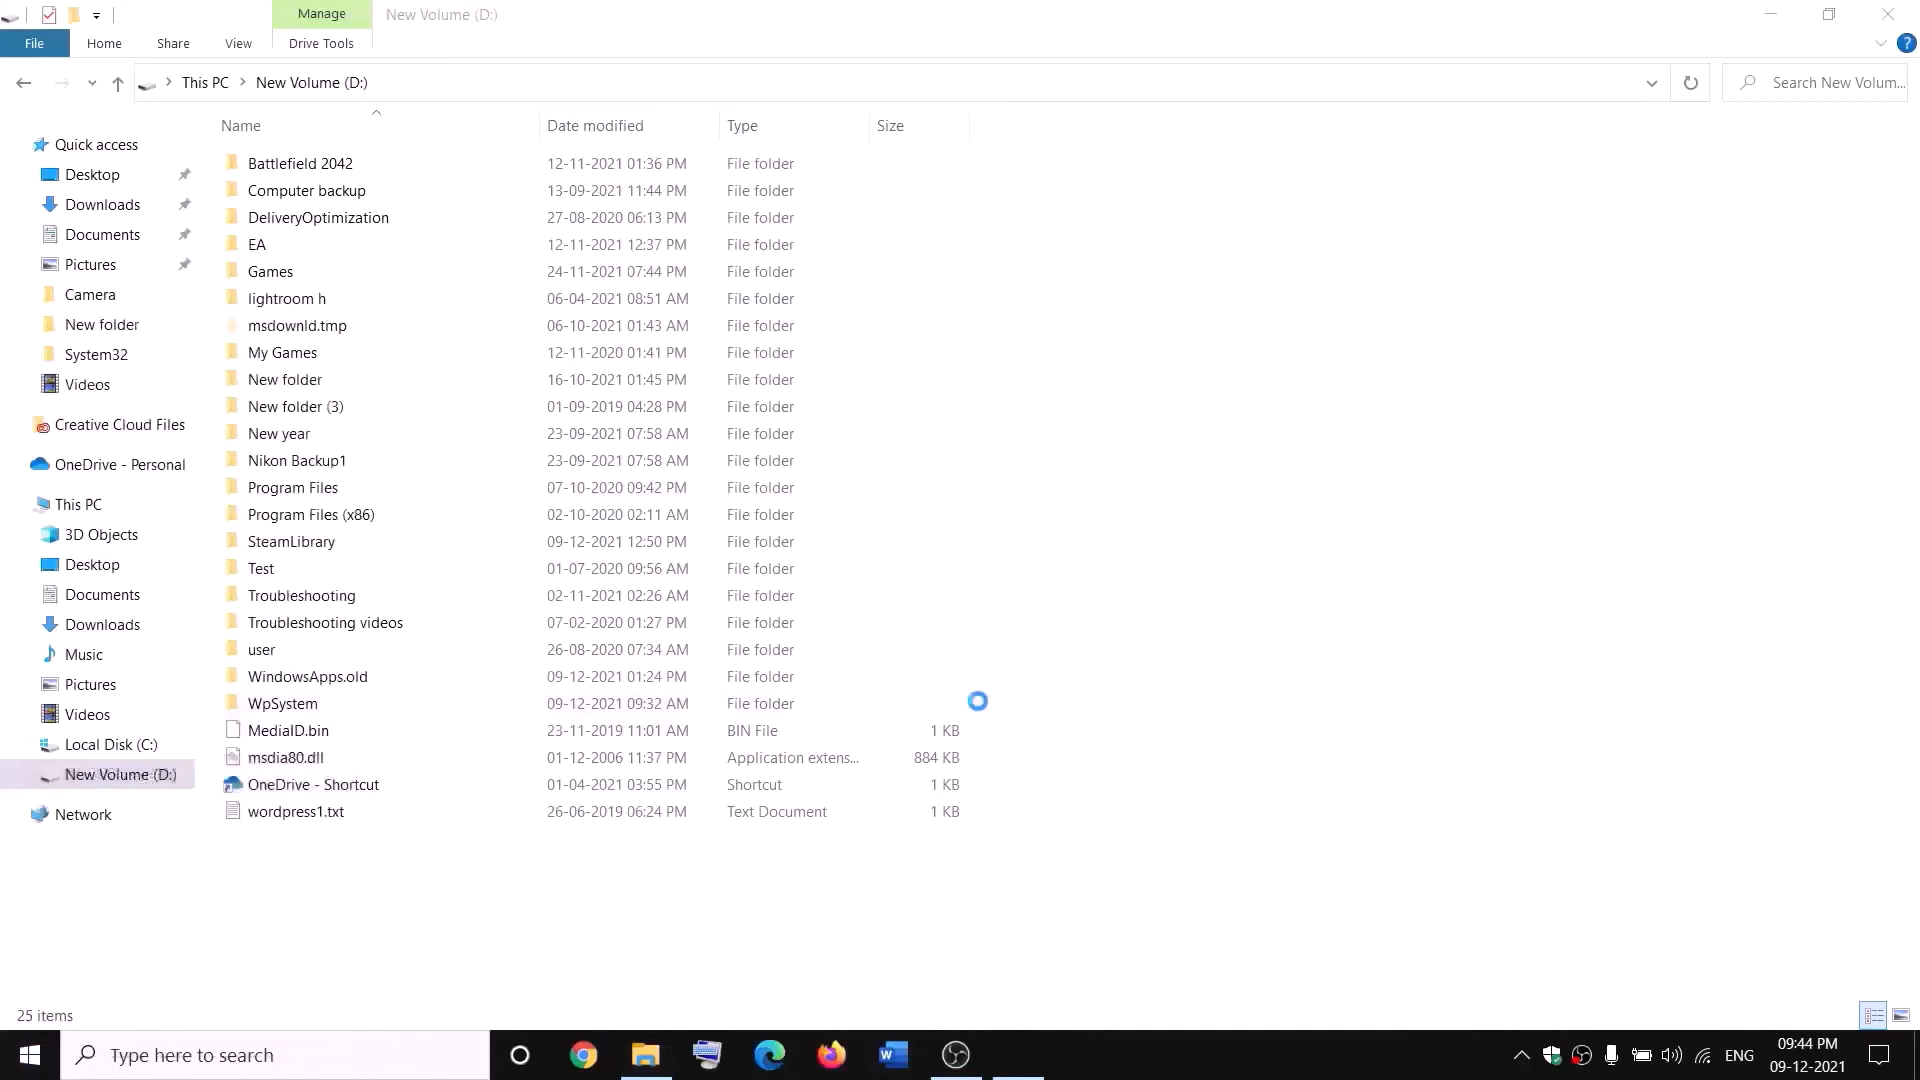 Manage
New Volume (D:)
File
Home
Share
View
Drive Tools
This PC
New Volume (D:)
Search New Volum...
Name
Date modified
Type
Size
Quick access
Desktop
Downloads
Documents
Pictures
Camera
New folder
System32
Videos
Creative Cloud Files
OneDrive - Personal
This PC
3D Objects
Desktop
Documents
Downloads
Music
Pictures
Videos
Local Disk (C:)
New Volume (D:)
Network
Battlefield 2042 12-11-2021 01:36 PM File folder
Computer backup 13-09-2021 11:44 PM File folder
DeliveryOptimization 27-08-2020 06:13 PM File folder
EA 12-11-2021 12:37 PM File folder
Games 24-11-2021 07:44 PM File folder
lightroom h 06-04-2021 08:51 AM File folder
msdownld.tmp 06-10-2021 01:43 AM File folder
My Games 12-11-2020 01:41 PM File folder
New folder 16-10-2021 01:45 PM File folder
New folder (3) 01-09-2019 04:28 PM File folder
New year 23-09-2021 07:58 AM File folder
Nikon Backup1 23-09-2021 07:58 AM File folder
Program Files 07-10-2020 09:42 PM File folder
Program Files (x86) 02-10-2020 02:11 AM File folder
SteamLibrary 09-12-2021 12:50 PM File folder
Test 01-07-2020 09:56 AM File folder
Troubleshooting 02-11-2021 02:26 AM File folder
Troubleshooting videos 07-02-2020 01:27 PM File folder
user 26-08-2020 07:34 AM File folder
WindowsApps.old 09-12-2021 01:24 PM File folder
WpSystem 09-12-2021 09:32 AM File folder
MediaID.bin 23-11-2019 11:01 AM BIN File 1 KB
msdia80.dll 01-12-2006 11:37 PM Application extens... 884 KB
OneDrive - Shortcut 01-04-2021 03:55 PM Shortcut 1 KB
wordpress1.txt 26-06-2019 06:24 PM Text Document 1 KB
25 items
Type here to search
ENG
09:44 PM
09-12-2021